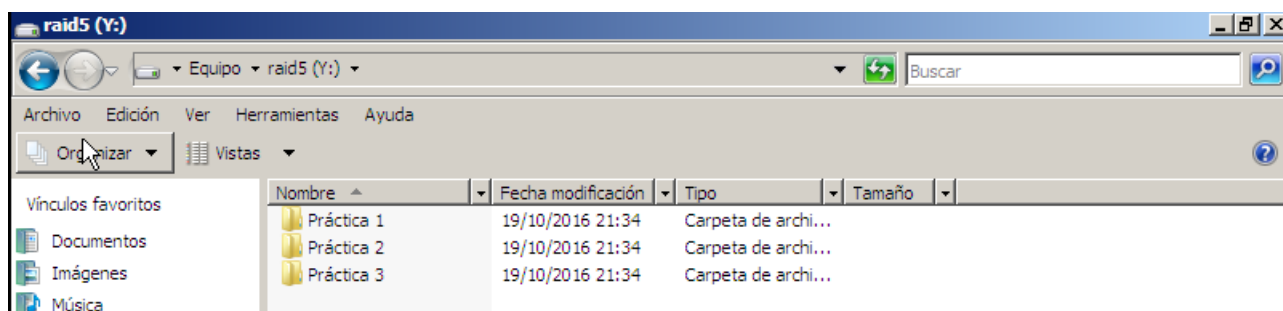 raid5 (Y:)
Equipo raid5 (Y:) Buscar
Archivo Edición Ver Herramientas Ayuda
Organizar Vistas
Vínculos favoritos
Documentos
Imágenes
Música
Nombre Fecha modificación Tipo Tamaño
Práctica 1 19/10/2016 21:34 Carpeta de archi...
Práctica 2 19/10/2016 21:34 Carpeta de archi...
Práctica 3 19/10/2016 21:34 Carpeta de archi...